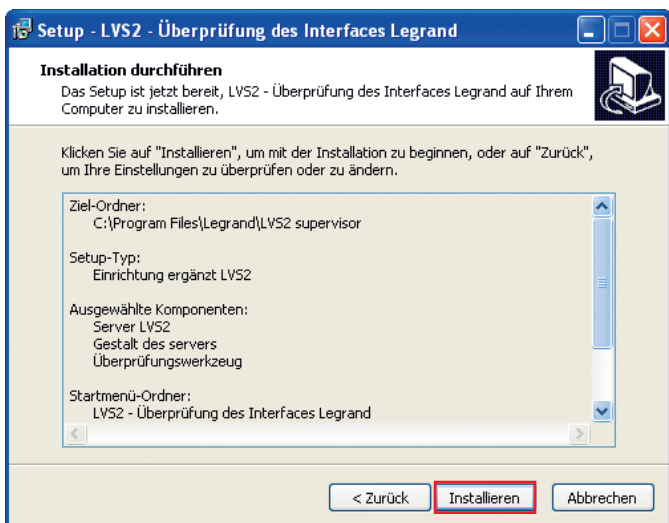 Setup - LVS2 - Überprüfung des Interfaces Legrand
Installation durchführen
Das Setup ist jetzt bereit, LVS2 - Überprüfung des Interfaces Legrand auf Ihrem
Computer zu installieren.
Klicken Sie auf "Installieren", um mit der Installation zu beginnen, oder auf "Zurück",
um Ihre Einstellungen zu überprüfen oder zu ändern.
Ziel-Ordner:
C:\Program Files\Legrand\LVS2 supervisor
Setup-Typ:
Einrichtung ergänzt LVS2
Ausgewählte Komponenten:
Server LVS2
Gestalt des servers
Überprüfungswerkzeug
Startmenü-Ordner:
LVS2 - Überprüfung des Interfaces Legrand
< Zurück
Installieren
Abbrechen